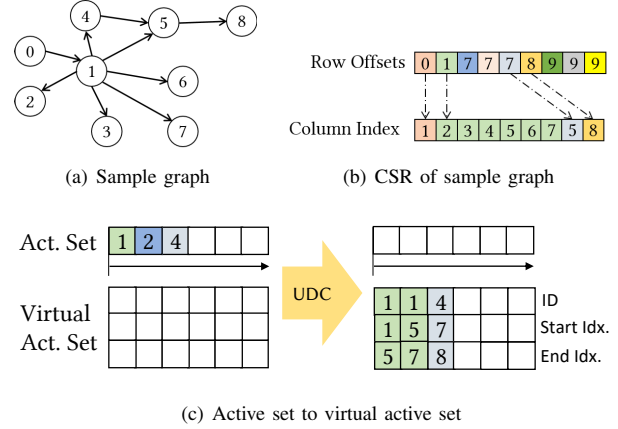 4
5
8
0
1
6
2
3
7
(a) Sample graph
Row Offsets 0 1 7 7 7 8 9 9 9
Column Index 1 2 3 4 5 6 7 5 8
(b) CSR of sample graph
Act. Set 1 2 4
Virtual
Act. Set
UDC
1 1 4 ID
1 5 7 Start Idx.
5 7 8 End Idx.
(c) Active set to virtual active set